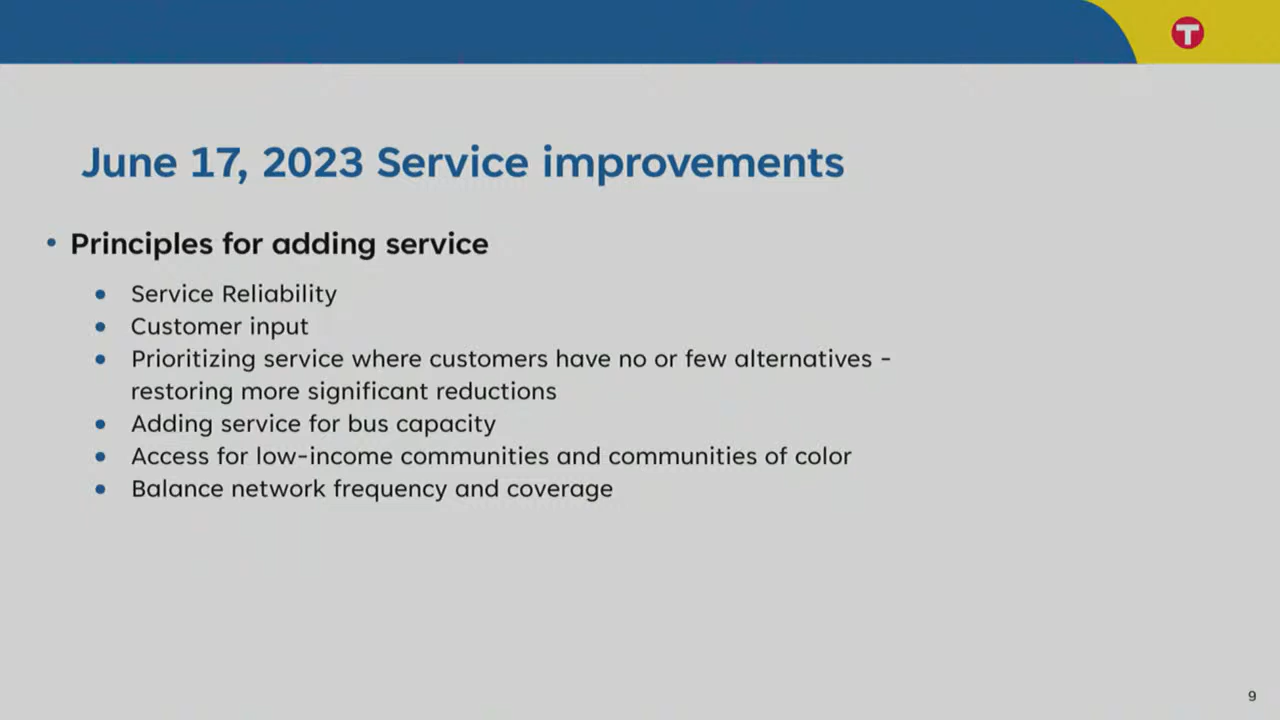 T
June 17, 2023 Service improvements
• Principles for adding service
• Service Reliability
• Customer input
• Prioritizing service where customers have no or few alternatives -
restoring more significant reductions
• Adding service for bus capacity
• Access for low-income communities and communities of color
• Balance network frequency and coverage
9